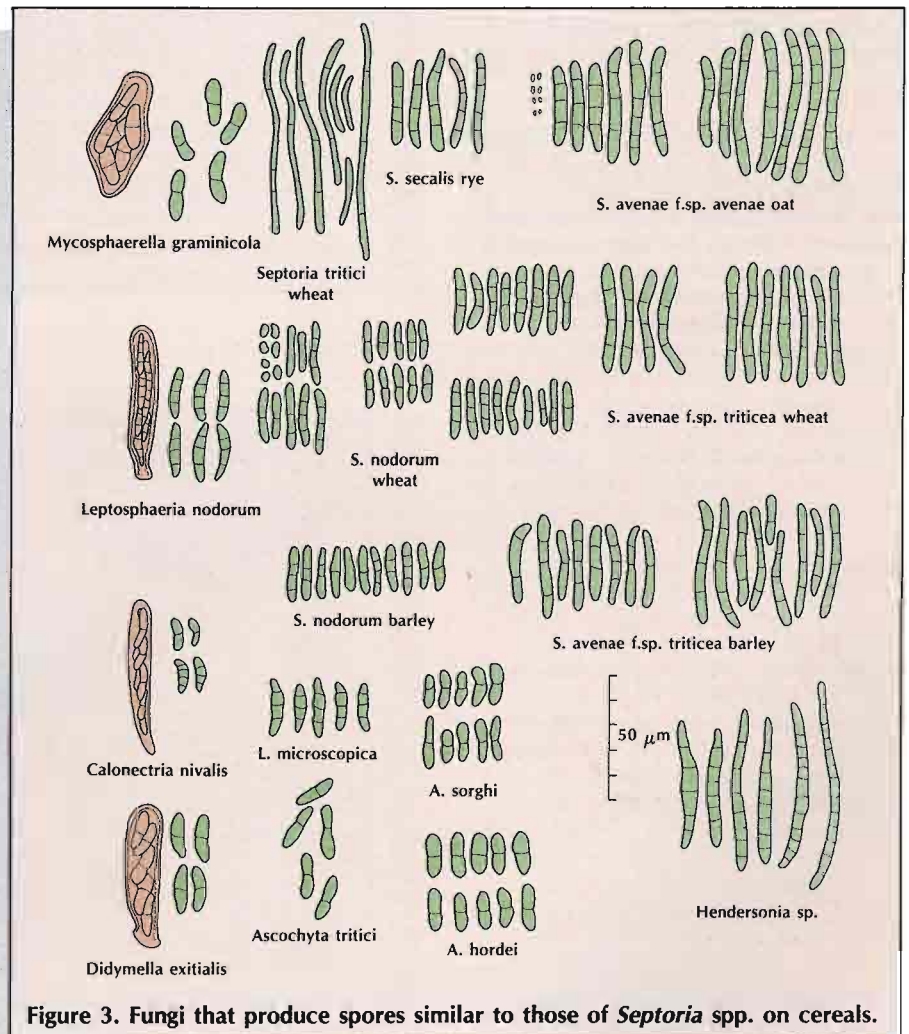 S. secalis rye
S. avenae f.sp. avenae oat
Mycosphaerella graminicola
Septoria tritici
wheat
S. avenae f.sp. triticea wheat
S. nodorum
wheat
Leptosphaeria nodorum
S. nodorum barley
S. avenae f.sp. triticea barley
50 μm
L. microscopica
Calonectria nivalis
A. sorghi
Hendersonia sp.
Ascochyta tritici
A. hordei
Didymella exitialis
Figure 3. Fungi that produce spores similar to those of Septoria spp. on cereals.